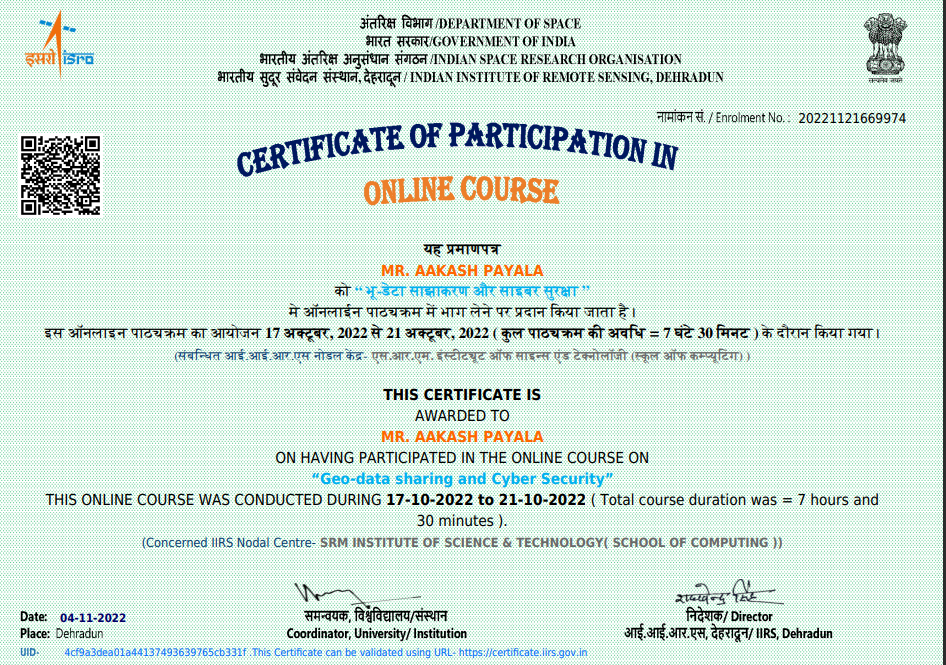 अंतरिक्ष विभाग /DEPARTMENT OF SPACE
भारत सरकार/GOVERNMENT OF INDIA
भारतीय अंतरिक्ष अनुसंधान संगठन /INDIAN SPACE RESEARCH ORGANISATION
भारतीय सुदूर संवेदन संस्थान, देहरादून / INDIAN INSTITUTE OF REMOTE SENSING, DEHRADUN
इसरो isro
सत्यमेव जयते
नामांकन सं. / Enrolment No. : 20221121669974
CERTIFICATE OF PARTICIPATION IN
ONLINE COURSE
यह प्रमाणपत्र
MR. AAKASH PAYALA
को “ भू-डेटा साझाकरण और साइबर सुरक्षा ”
मे ऑनलाईन पाठ्यक्रम में भाग लेने पर प्रदान किया जाता है ।
इस ऑनलाइन पाठ्यक्रम का आयोजन 17 अक्टूबर, 2022 से 21 अक्टूबर, 2022 ( कुल पाठ्यक्रम की अवधि = 7 घंटे 30 मिनट ) के दौरान किया गया ।
(संबन्धित आई.आई.आर.एस नोडल केंद्र- एस.आर.एम. इंस्टीट्यूट ऑफ साइन्स एंड टेक्नोलॉजी (स्कूल ऑफ कम्प्यूटिंग) )
THIS CERTIFICATE IS
AWARDED TO
MR. AAKASH PAYALA
ON HAVING PARTICIPATED IN THE ONLINE COURSE ON
“Geo-data sharing and Cyber Security”
THIS ONLINE COURSE WAS CONDUCTED DURING 17-10-2022 to 21-10-2022 ( Total course duration was = 7 hours and
30 minutes ).
(Concerned IIRS Nodal Centre- SRM INSTITUTE OF SCIENCE & TECHNOLOGY( SCHOOL OF COMPUTING ))
समन्वयक, विश्वविद्यालय/संस्थान
Coordinator, University/ Institution
निदेशक/ Director
आई.आई.आर.एस, देहरादून/ IIRS, Dehradun
Date: 04-11-2022
Place: Dehradun
UID- 4cf9a3dea01a44137493639765cb331f .This Certificate can be validated using URL- https://certificate.iirs.gov.in